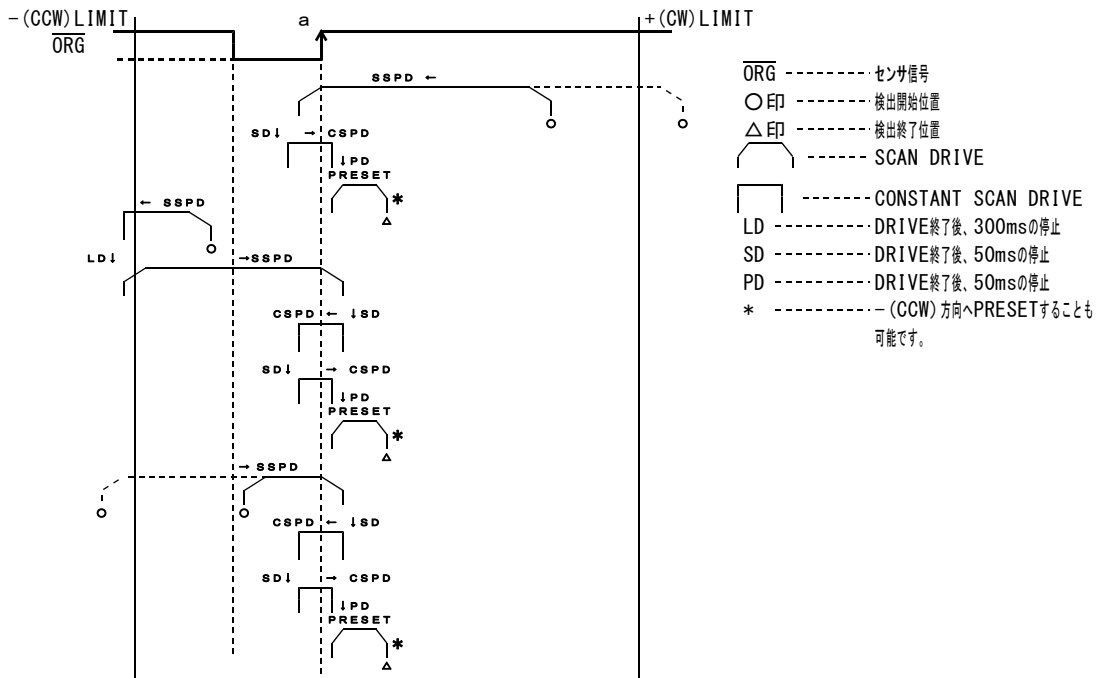 -(CCW)LIMIT
a
+(CW)LIMIT
ORG
SSPD ←
SD↓ → CSPD
↓PD
PRESET
*
← SSPD
LD↓
→SSPD
CSPD ← ↓SD
SD↓ → CSPD
↓PD
PRESET
*
→ SSPD
CSPD ← ↓SD
SD↓ → CSPD
↓PD
PRESET
*
ORG ------- センサ信号
○印 ------- 検出開始位置
△印 ------- 検出終了位置
------ SCAN DRIVE
------- CONSTANT SCAN DRIVE
LD ------- DRIVE終了後、300msの停止
SD ------- DRIVE終了後、50msの停止
PD ------- DRIVE終了後、50msの停止
* ------- -(CCW)方向へPRESETすることも
可能です。